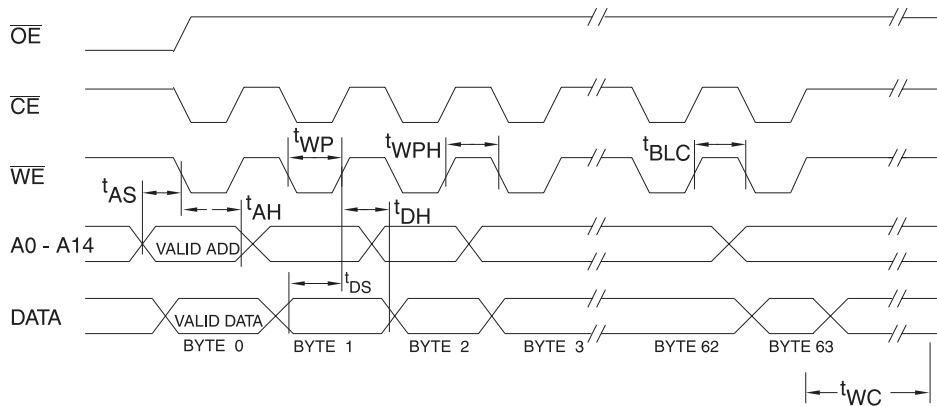 OE
CE
tWP
tWPH
tBLC
WE
tAS
tAH
tDH
A0 - A14
VALID ADD
tDS
DATA
VALID DATA
BYTE 0
BYTE 1
BYTE 2
BYTE 3
BYTE 62
BYTE 63
tWC